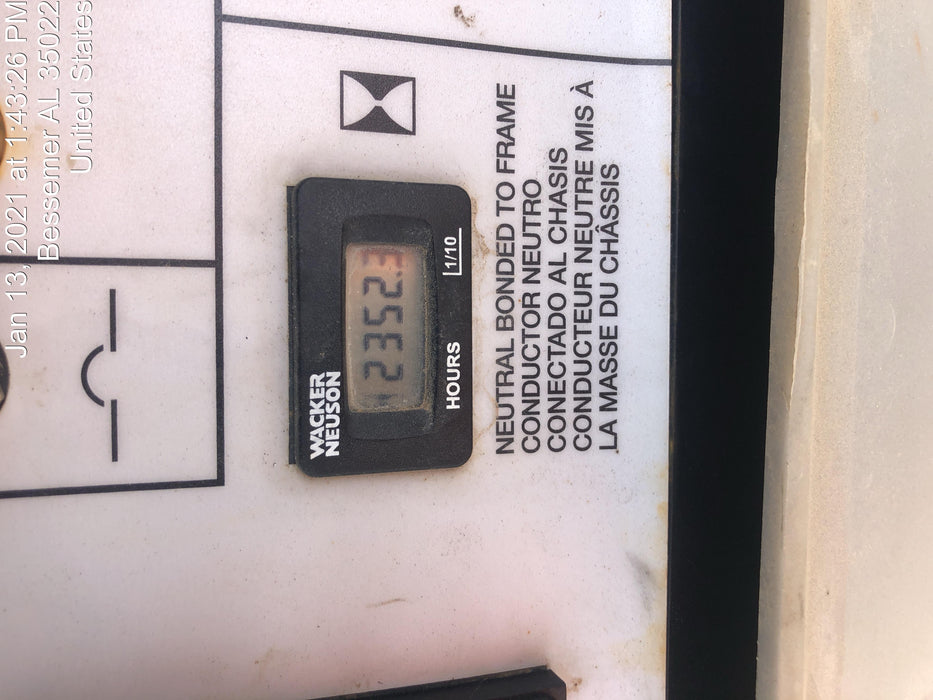 Jan 13, 2021 at 1:43:26 PM
Bessemer AL 35022
United States
WACKER
NEUSON
12352.3
HOURS 1/10
NEUTRAL BONDED TO FRAME
CONDUCTOR NEUTRO
CONECTADO AL CHASIS
CONDUCTEUR NEUTRE MIS À
LA MASSE DU CHÂSSIS